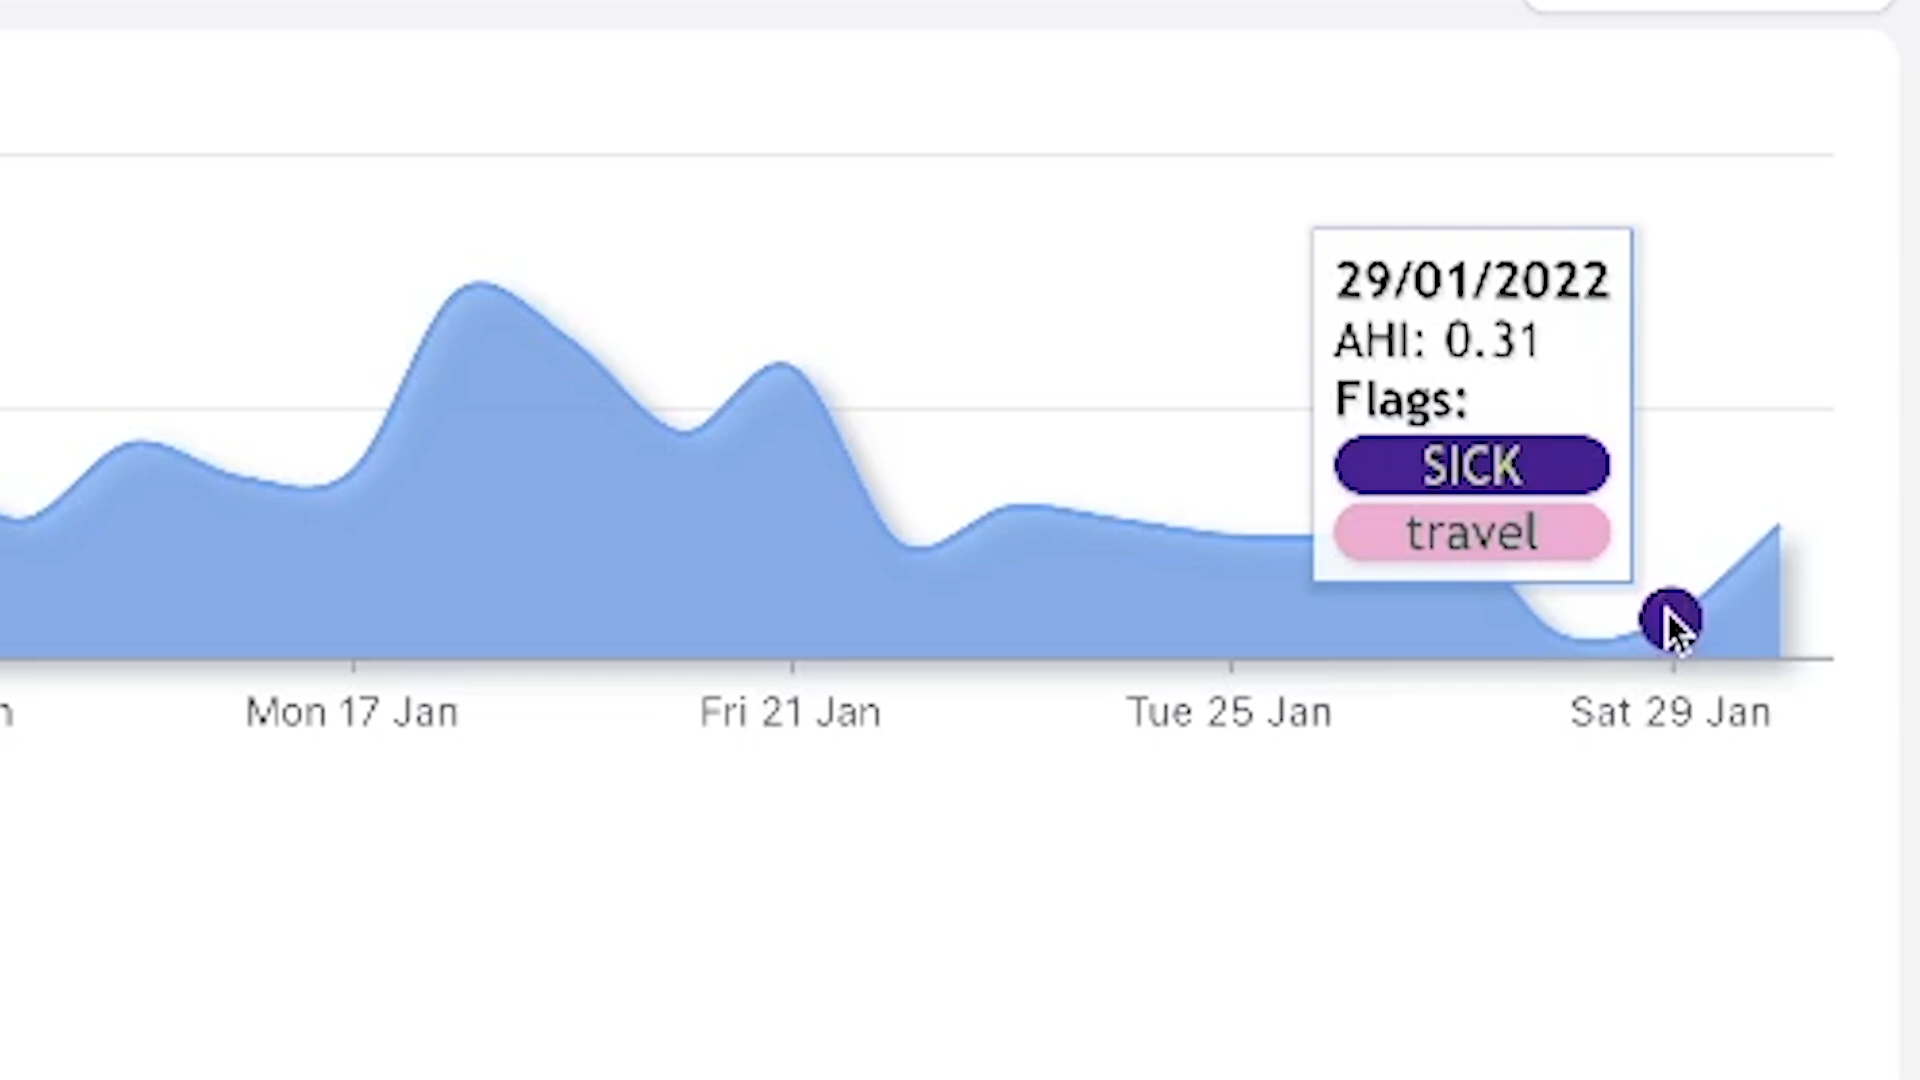 29/01/2022
AHI: 0.31
Flags:
SICK
travel
Mon 17 Jan
Fri 21 Jan
Tue 25 Jan
Sat 29 Jan